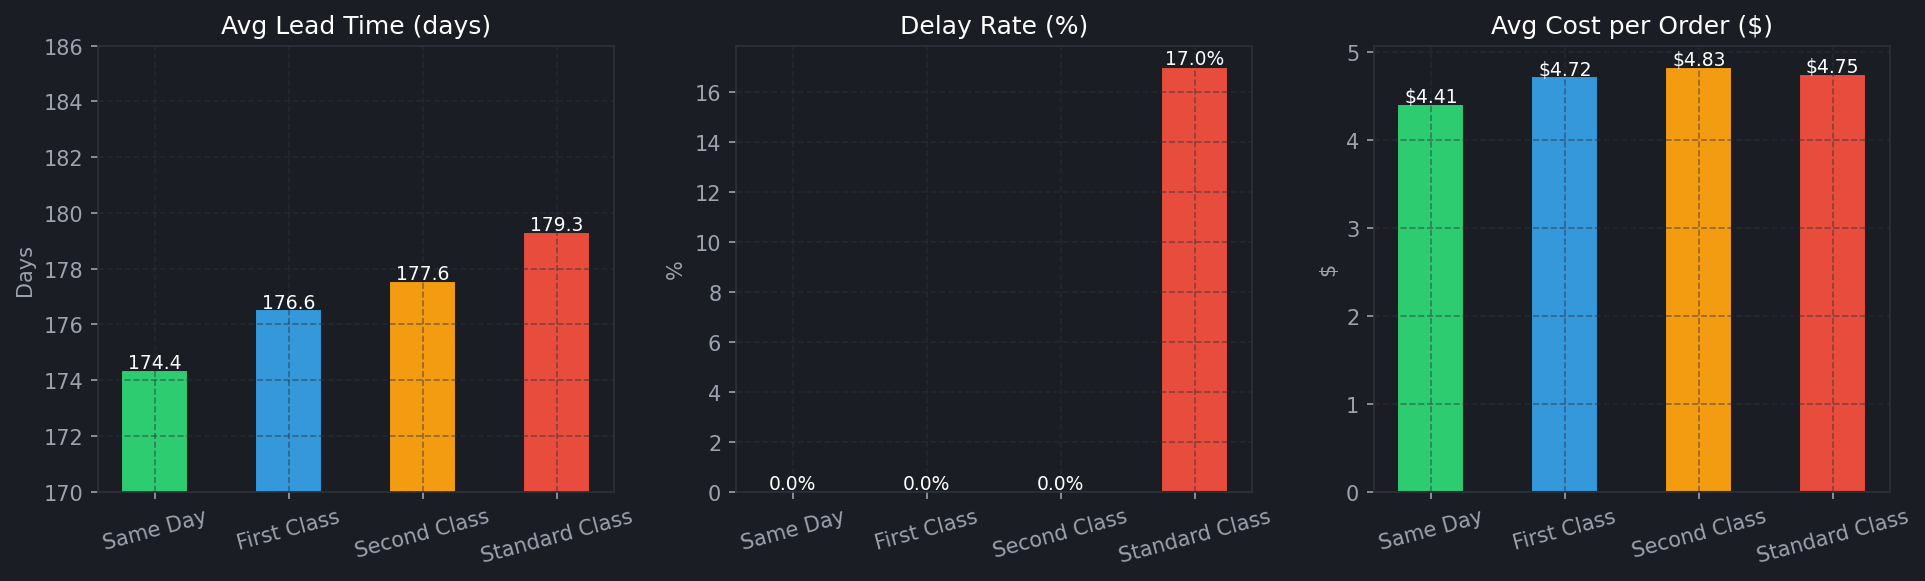 Avg Lead Time (days)
186
184
182
180
178
176
174
172
170
Days
174.4
176.6
177.6
179.3
Same Day
First Class
Second Class
Standard Class
Delay Rate (%)
16
14
12
10
8
6
4
2
0
%
0.0%
0.0%
0.0%
17.0%
Same Day
First Class
Second Class
Standard Class
Avg Cost per Order ($)
5
4
3
2
1
0
$
$4.41
$4.72
$4.83
$4.75
Same Day
First Class
Second Class
Standard Class